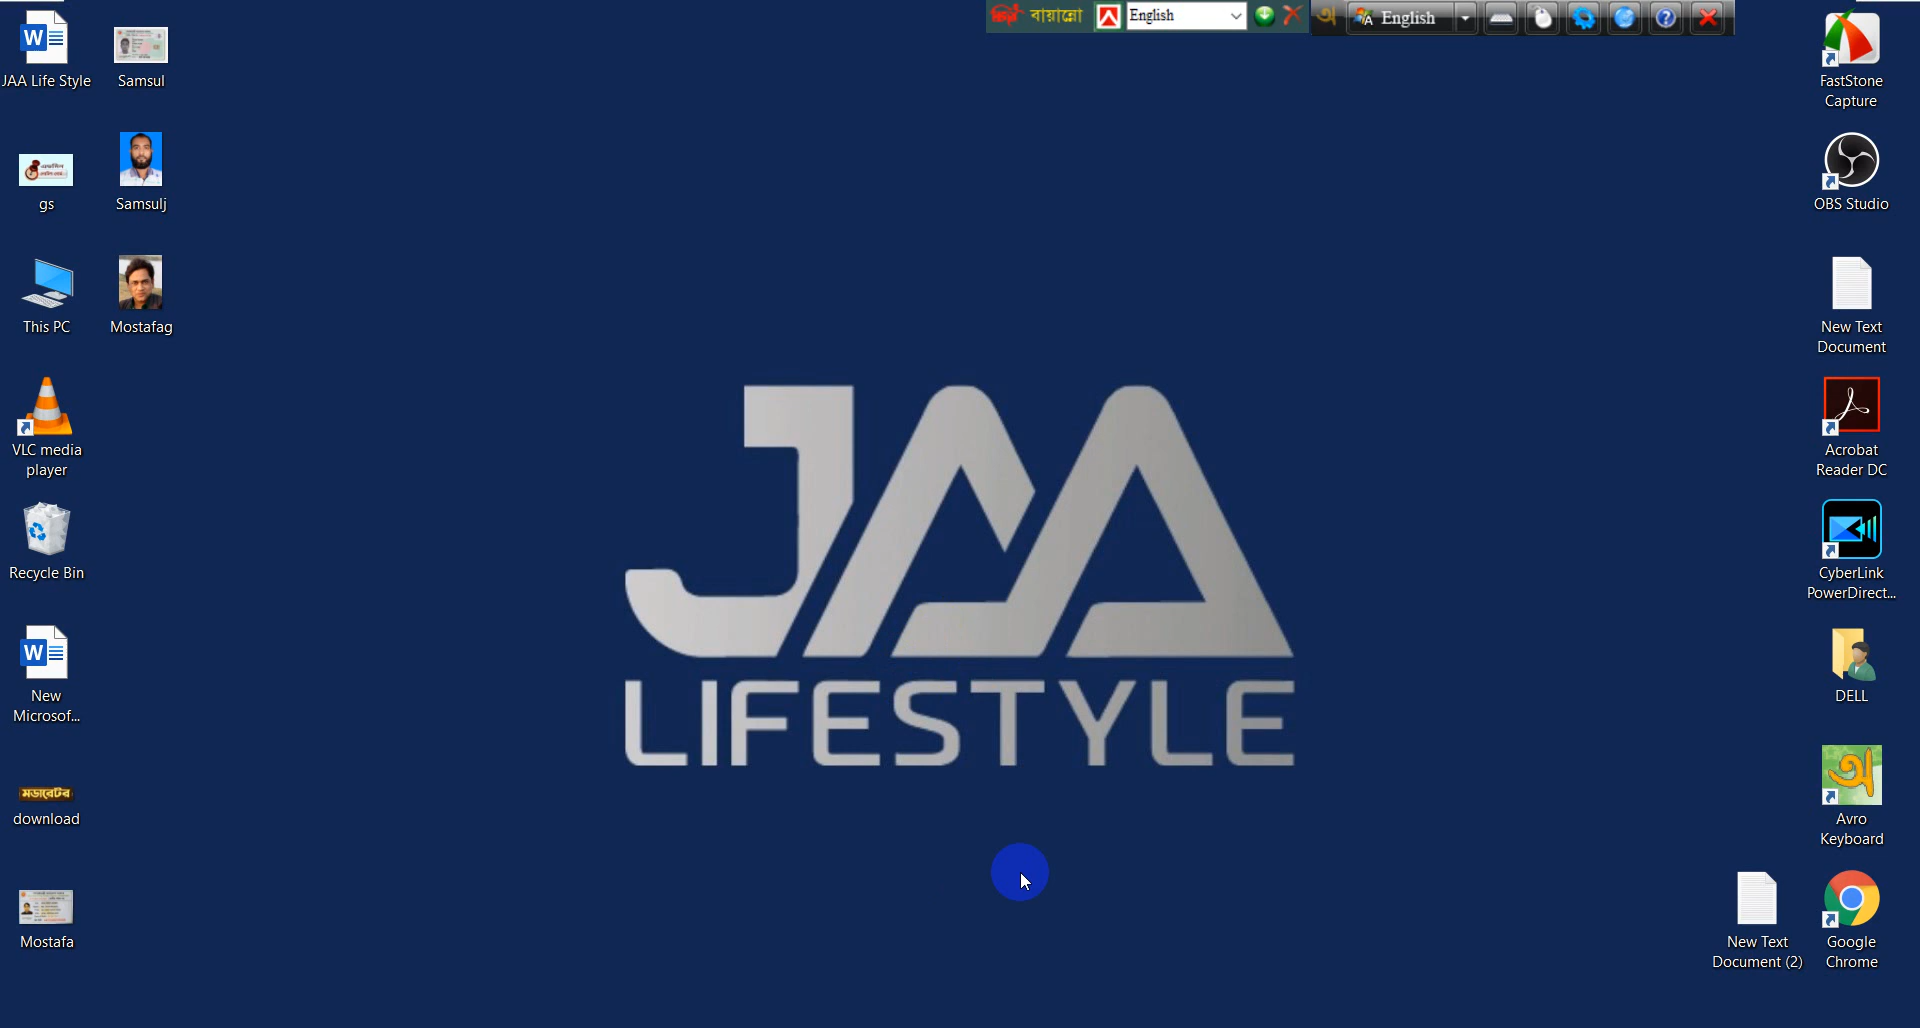 বায়ান্নো
English
English
JAA Life Style
Samsul
gs
Samsulj
This PC
Mostafag
VLC media
player
Recycle Bin
New
Microsof...
মডারেটর
download
Mostafa
JAA
LIFESTYLE
FastStone
Capture
OBS Studio
New Text
Document
Acrobat
Reader DC
CyberLink
PowerDirect...
DELL
অ
Avro
Keyboard
New Text
Document (2)
Google
Chrome